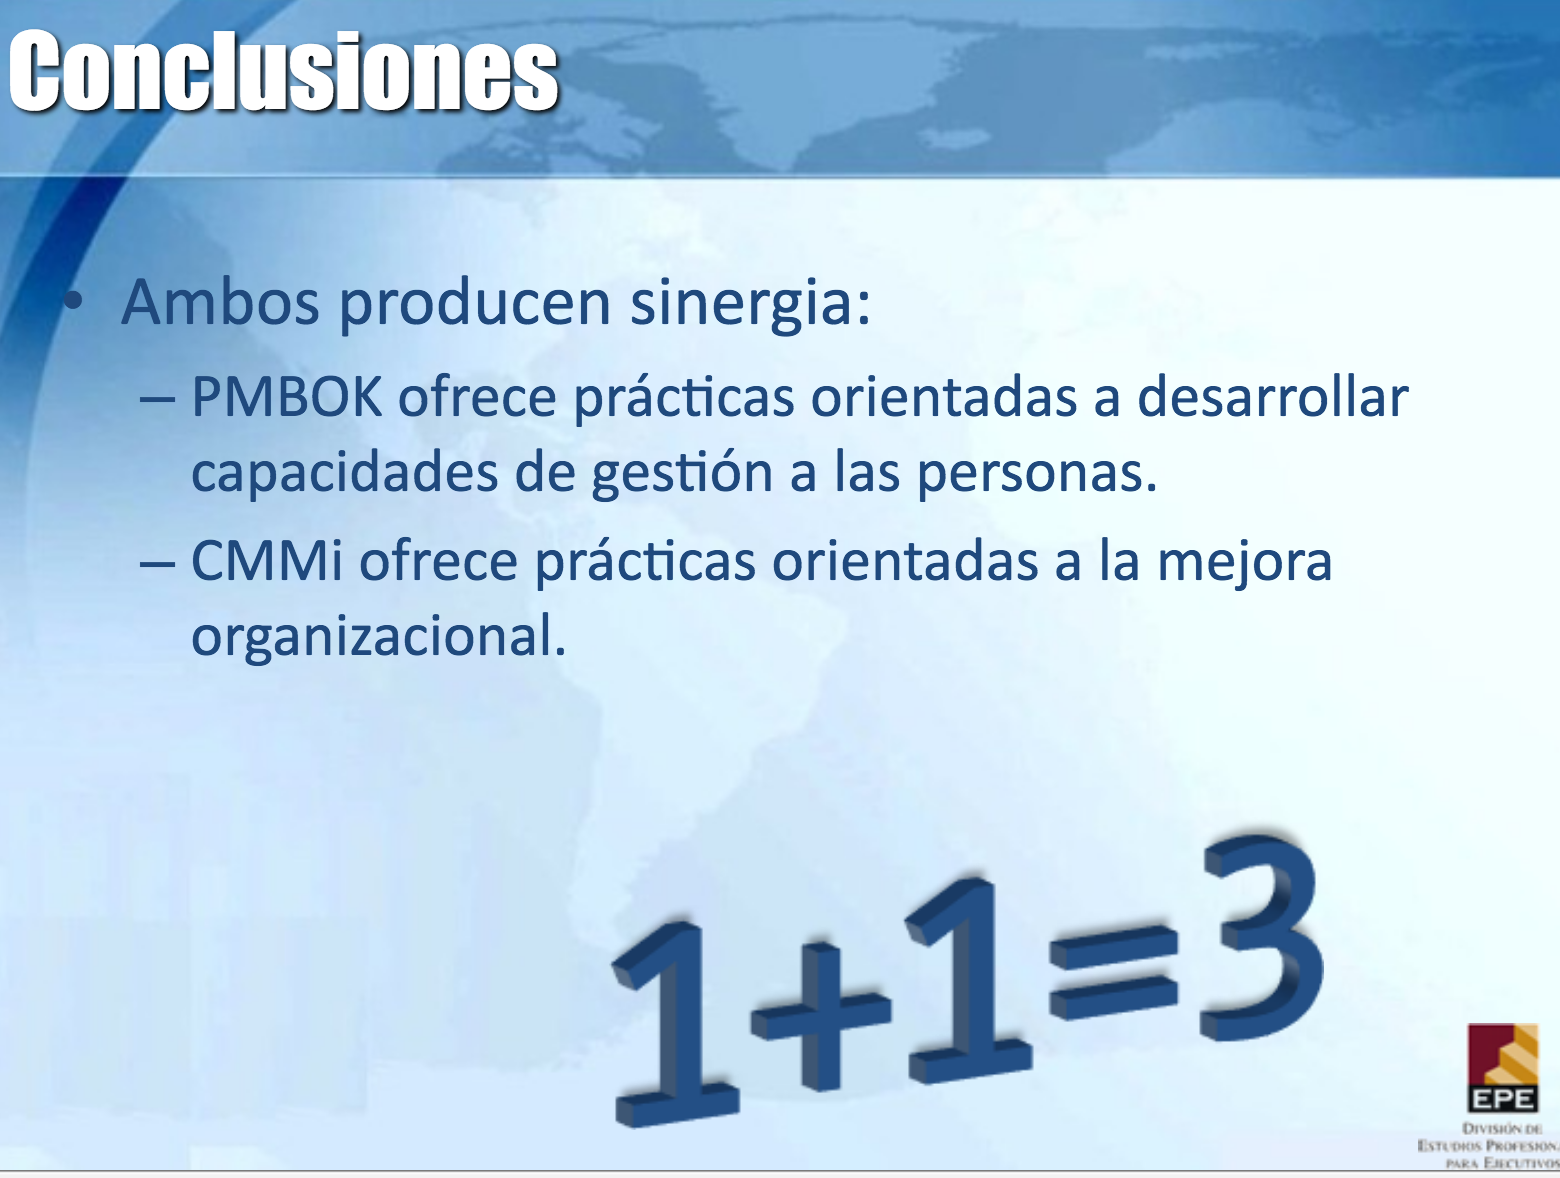 Conclusiones
• Ambos producen sinergia:
– PMBOK ofrece prácticas orientadas a desarrollar
capacidades de gestión a las personas.
– CMMi ofrece prácticas orientadas a la mejora
organizacional.
1+1=3
EPE
DIVISIÓN DE
ESTUDIOS PROFESION
PARA EJECUTIVOS